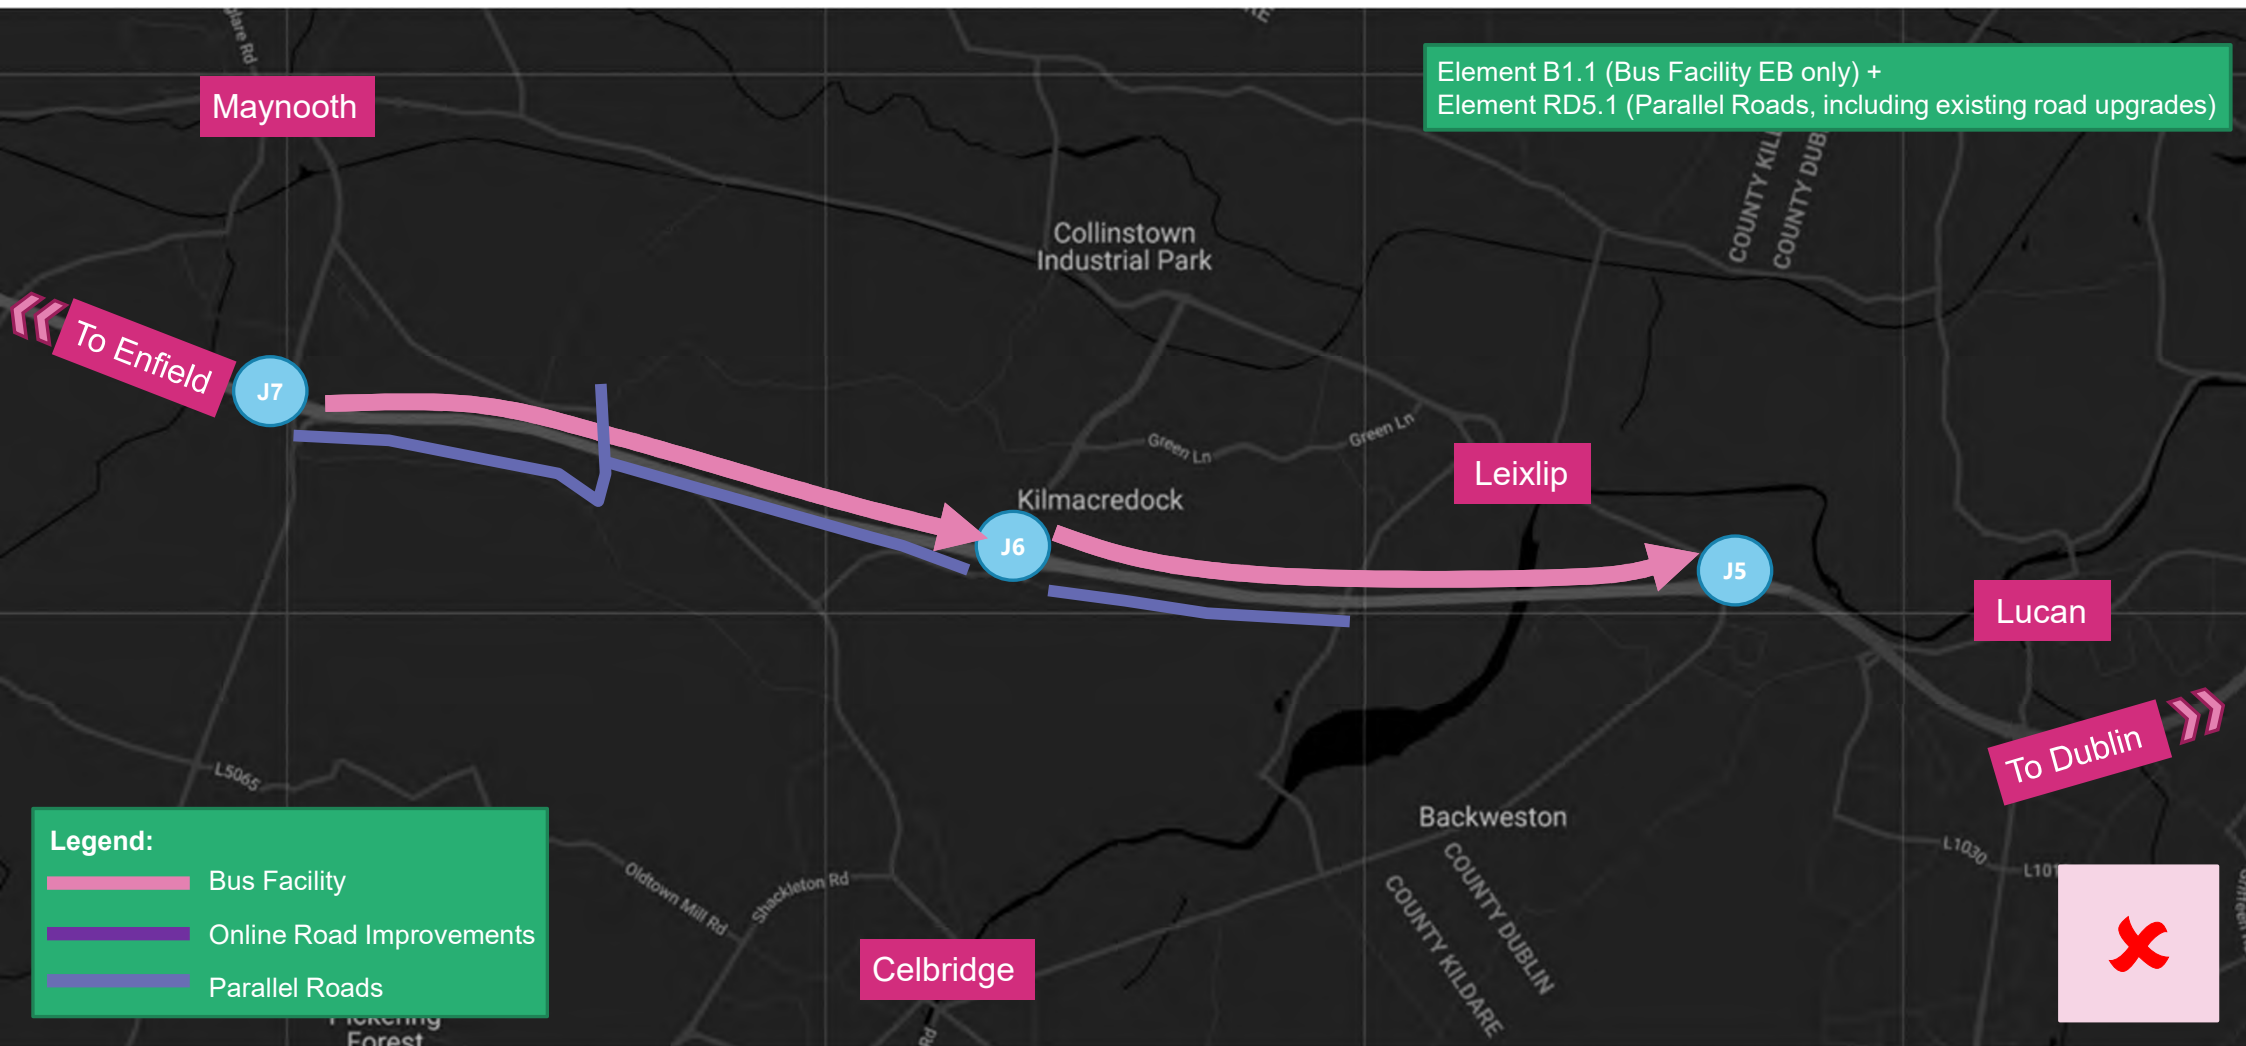 Element B1.1 (Bus Facility EB only) +
Element RD5.1 (Parallel Roads, including existing road upgrades)
Maynooth
Collinstown
Industrial Park
To Enfield
J7
Green Ln
Green Ln
Leixlip
Kilmacredock
J6
J5
Lucan
To Dublin
L5065
Backweston
COUNTY DUBLIN
COUNTY KILDARE
L1030
Oldtown Mill Rd
Shackleton Rd
Celbridge
Rd
Legend:
Bus Facility
Online Road Improvements
Parallel Roads
Pickering
Forest